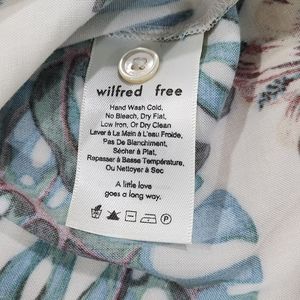 wilfred free
Hand Wash Cold,
No Bleach, Dry Flat,
Low Iron, Or Dry Clean
Laver à La Main à L'eau Froide,
Pas De Blanchiment,
Sécher à Plat,
Repasser à Basse Température,
Ou Nettoyer à Sec
A little love
goes a long way.